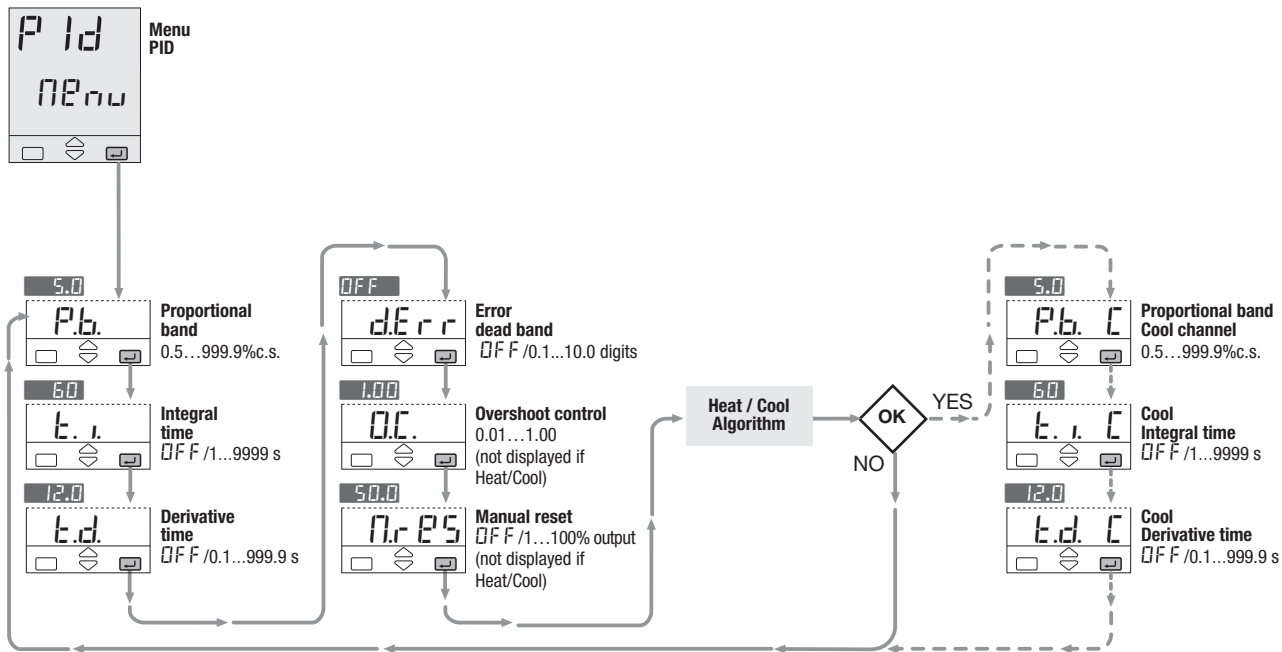 PId
MEnu
Menu
PID
5.0
P.b.
Proportional
band
0.5…999.9%c.s.
60
t.i.
Integral
time
OFF/1...9999 s
12.0
t.d.
Derivative
time
OFF/0.1…999.9 s
OFF
d.Err
Error
dead band
OFF/0.1...10.0 digits
1.00
O.C.
Overshoot control
0.01…1.00
(not displayed if
Heat/Cool)
50.0
M.rES
Manual reset
OFF/1…100% output
(not displayed if
Heat/Cool)
Heat / Cool
Algorithm
OK
YES
NO
5.0
P.b. C
Proportional band
Cool channel
0.5…999.9%c.s.
60
t.i. C
Cool
Integral time
OFF/1...9999 s
12.0
t.d. C
Cool
Derivative time
OFF/0.1…999.9 s